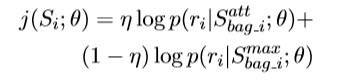 j(S_i; θ) = η log p(r_i|S^{att}_{bag_i}; θ)+
(1 − η) log p(r_i|S^{max}_{bag_i}; θ)